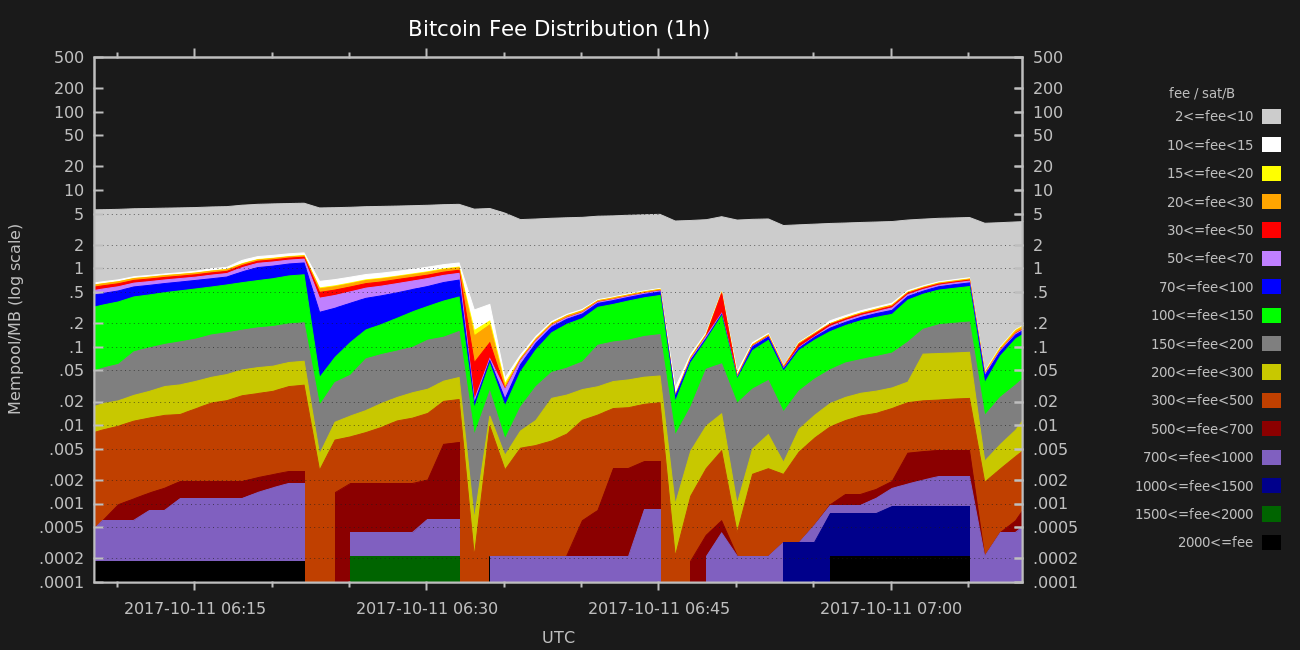 Bitcoin Fee Distribution (1h)
Mempool/MB (log scale)
500
200
100
50
20
10
5
2
1
.5
.2
.1
.05
.02
.01
.005
.002
.001
.0005
.0002
.0001
500
200
100
50
20
10
5
2
1
.5
.2
.1
.05
.02
.01
.005
.002
.001
.0005
.0002
.0001
2017-10-11 06:15
2017-10-11 06:30
2017-10-11 06:45
2017-10-11 07:00
UTC
fee / sat/B
2<=fee<10
10<=fee<15
15<=fee<20
20<=fee<30
30<=fee<50
50<=fee<70
70<=fee<100
100<=fee<150
150<=fee<200
200<=fee<300
300<=fee<500
500<=fee<700
700<=fee<1000
1000<=fee<1500
1500<=fee<2000
2000<=fee